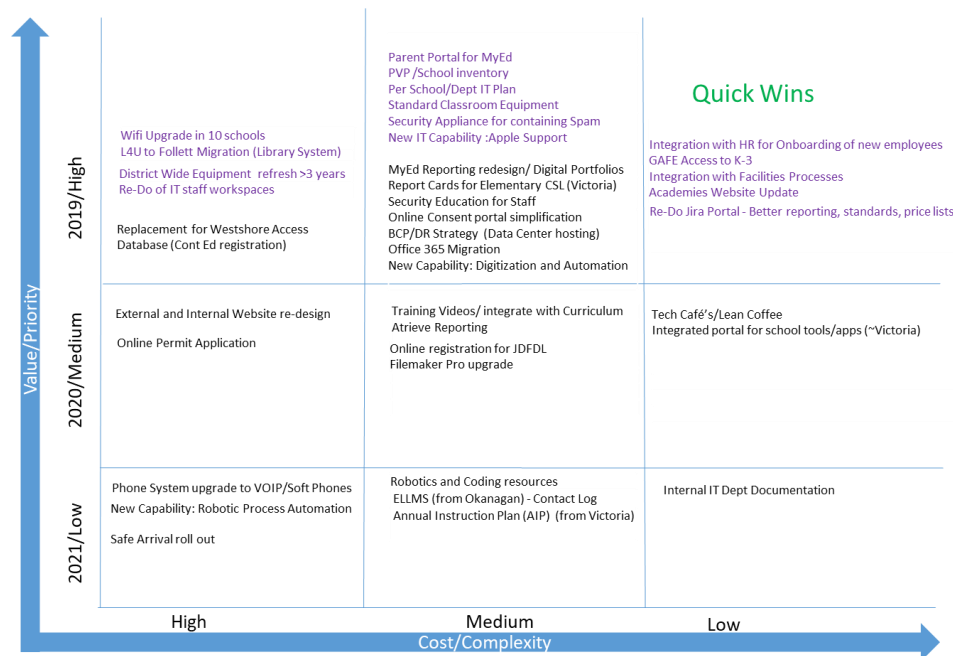 Value/Priority
2019/High
2020/Medium
2021/Low
Wifi Upgrade in 10 schools
L4U to Follett Migration (Library System)
District Wide Equipment refresh >3 years
Re-Do of IT staff workspaces
Replacement for Westshore Access
Database (Cont Ed registration)
Parent Portal for MyEd
PVP /School inventory
Per School/Dept IT Plan
Standard Classroom Equipment
Security Appliance for containing Spam
New IT Capability :Apple Support
MyEd Reporting redesign/ Digital Portfolios
Report Cards for Elementary CSL (Victoria)
Security Education for Staff
Online Consent portal simplification
BCP/DR Strategy (Data Center hosting)
Office 365 Migration
New Capability: Digitization and Automation
Quick Wins
Integration with HR for Onboarding of new employees
GAFE Access to K-3
Integration with Facilities Processes
Academies Website Update
Re-Do Jira Portal - Better reporting, standards, price lists
External and Internal Website re-design
Online Permit Application
Training Videos/ integrate with Curriculum
Atrieve Reporting
Online registration for JDFDL
Filemaker Pro upgrade
Tech Café's/Lean Coffee
Integrated portal for school tools/apps (~Victoria)
Phone System upgrade to VOIP/Soft Phones
New Capability: Robotic Process Automation
Safe Arrival roll out
Robotics and Coding resources
ELLMS (from Okanagan) - Contact Log
Annual Instruction Plan (AIP) (from Victoria)
Internal IT Dept Documentation
High
Medium
Low
Cost/Complexity